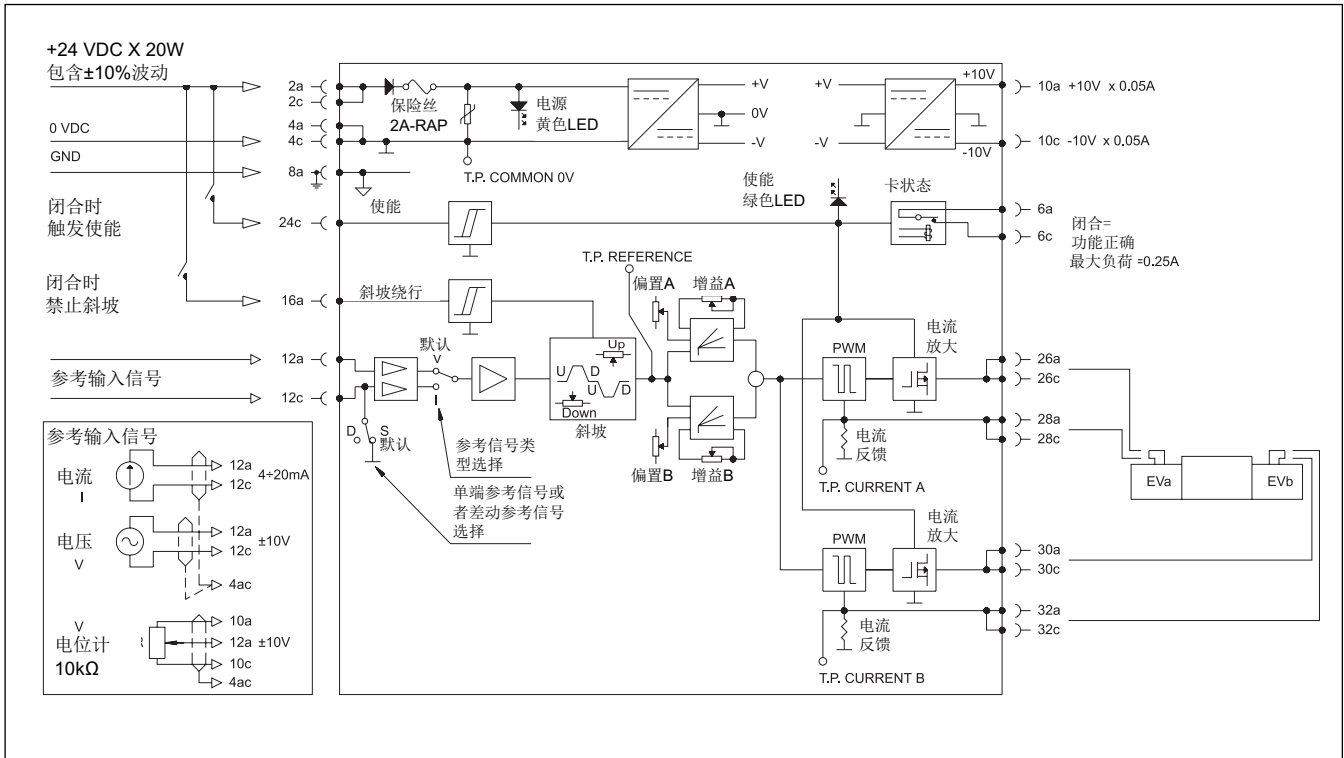 +24 VDC X 20W
包含±10%波动
0 VDC
GND
闭合时
触发使能
闭合时
禁止斜坡
参考输入信号
2a
2c
4a
4c
8a
24c
16a
12a
12c
保险丝
2A-RAP
电源
黄色LED
T.P. COMMON 0V
+V
0V
-V
+V
-V
+10V
-10V
10a +10V x 0.05A
10c -10V x 0.05A
使能
使能
绿色LED
卡状态
6a
6c
闭合=
功能正确
最大负荷 =0.25A
斜坡绕行
T.P. REFERENCE
偏置A
增益A
默认
V
I
D
S
默认
Up
U D
U D
Down
斜坡
偏置B
增益B
参考信号类
型选择
单端参考信号或
者差动参考信号
选择
PWM
电流
放大
26a
26c
28a
28c
电流
反馈
T.P. CURRENT A
EVa
EVb
PWM
电流
放大
30a
30c
32a
32c
电流
反馈
T.P. CURRENT B
参考输入信号
电流
I
12a
12c
4÷20mA
电压
V
12a
12c
±10V
4ac
V
电位计
10kΩ
10a
12a ±10V
10c
4ac